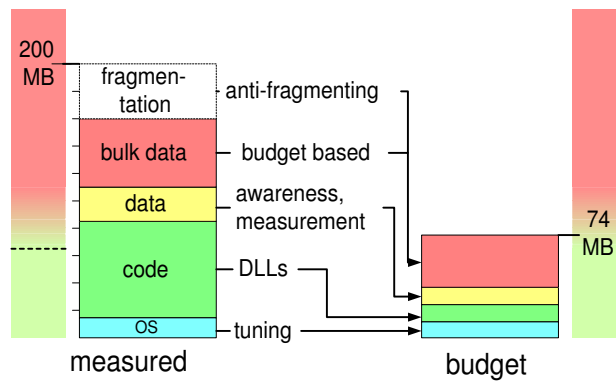 200
MB
fragmen-
tation
anti-fragmenting
bulk data
budget based
data
awareness,
measurement
74
MB
code
DLLs
OS
tuning
measured
budget